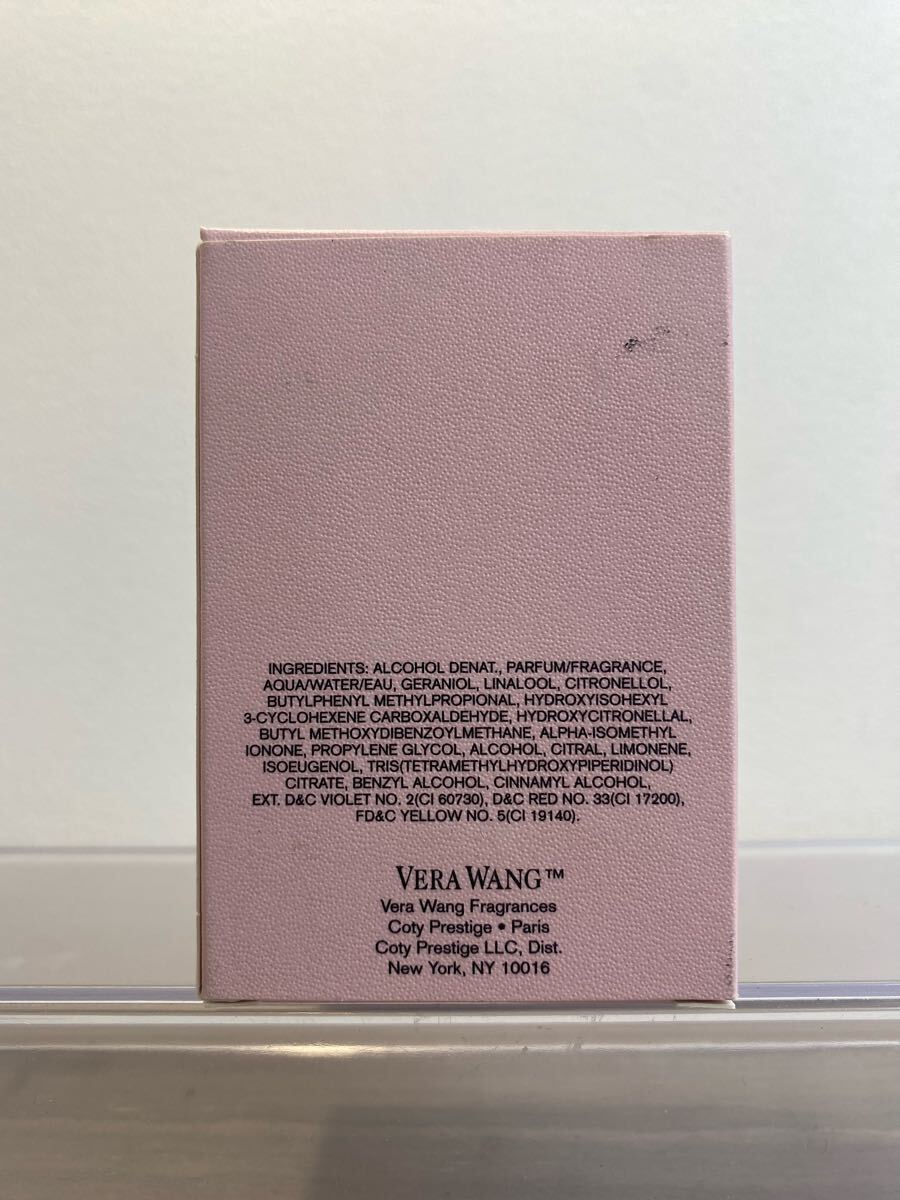 INGREDIENTS: ALCOHOL DENAT., PARFUM/FRAGRANCE,
AQUA/WATER/EAU, GERANIOL, LINALOOL, CITRONELLOL,
BUTYLPHENYL METHYLPROPIONAL, HYDROXYISOHEXYL
3-CYCLOHEXENE CARBOXALDEHYDE, HYDROXYCITRONELLAL,
BUTYL METHOXYDIBENZOYLMETHANE, ALPHA-ISOMETHYL
IONONE, PROPYLENE GLYCOL, ALCOHOL, CITRAL, LIMONENE,
ISOEUGENOL, TRIS(TETRAMETHYLHYDROXYPIPERIDINOL)
CITRATE, BENZYL ALCOHOL, CINNAMYL ALCOHOL,
EXT. D&C VIOLET NO. 2(CI 60730), D&C RED NO. 33(CI 17200),
FD&C YELLOW NO. 5(CI 19140).
VERA WANG™
Vera Wang Fragrances
Coty Prestige • Paris
Coty Prestige LLC, Dist.
New York, NY 10016